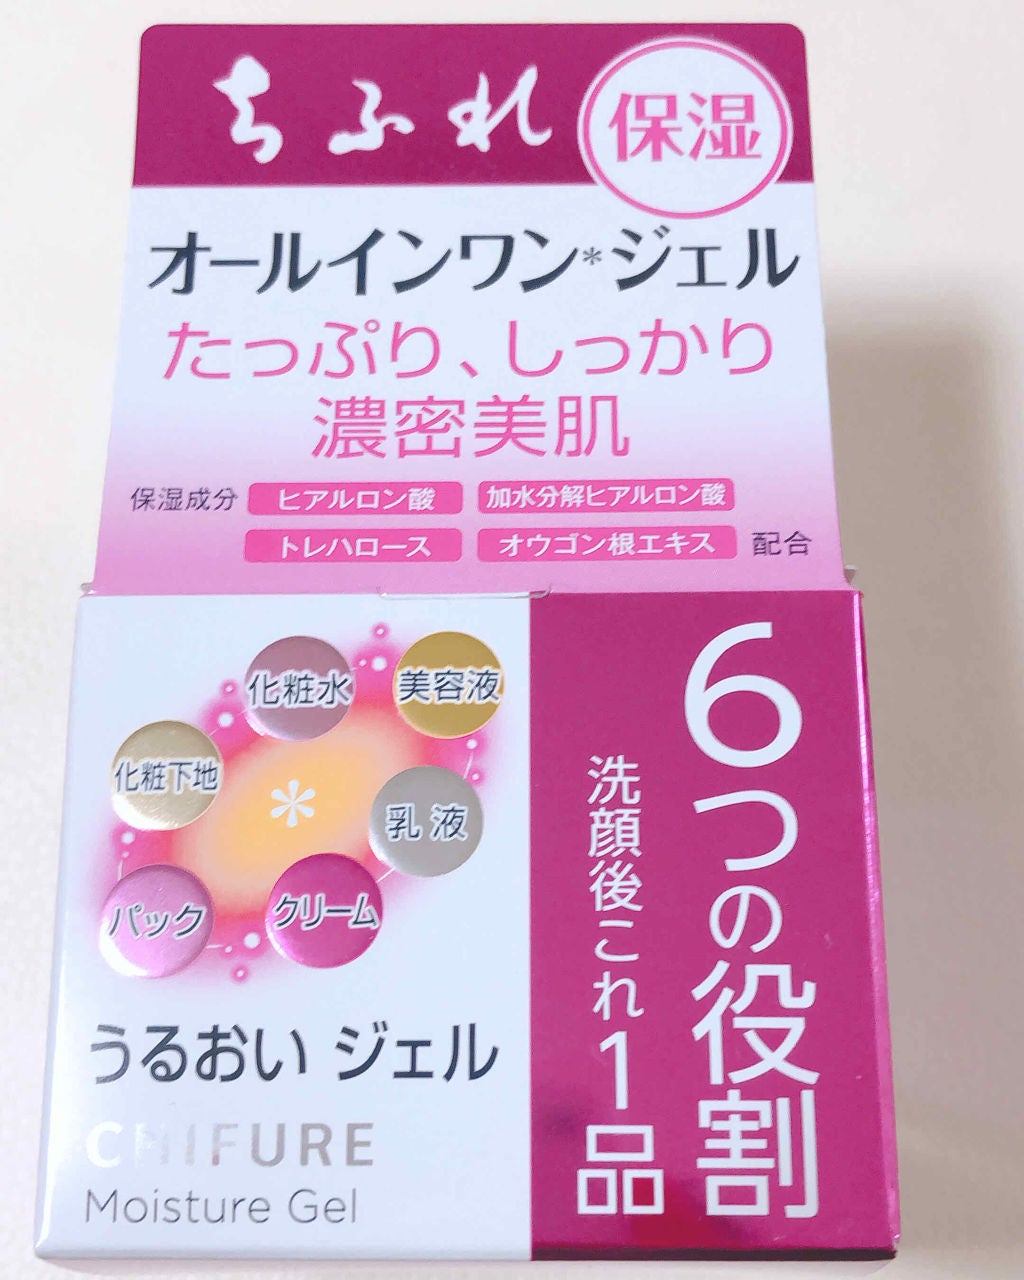 ちふれ
保湿
オールインワン*ジェル
たっぷり、しっかり
濃密美肌
保湿成分 ヒアルロン酸 加水分解ヒアルロン酸
トレハロース オウゴン根エキス 配合
化粧水
美容液
化粧下地
*
乳液
パック
クリーム
うるおい ジェル
CHIFURE
Moisture Gel
6つの役割
洗顔後これ1品